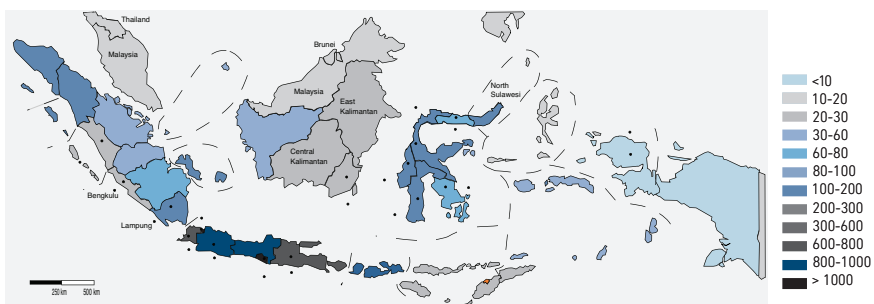 Thailand
Malaysia
Brunei
Malaysia
East
Kalimantan
North
Sulawesi
Central
Kalimantan
Bengkulu
Lampung
250 km 500 km
<10
10-20
20-30
30-60
60-80
80-100
100-200
200-300
300-600
600-800
800-1000
> 1000